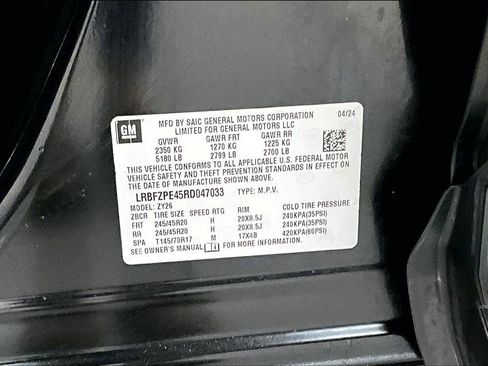 GM
MFD BY SAIC GENERAL MOTORS CORPORATION 04/24
LIMITED FOR GENERAL MOTORS LLC
GVWR GAWR FRT GAWR RR
2350 KG 1270 KG 1225 KG
5180 LB 2799 LB 2700 LB
THIS VEHICLE CONFORMS TO ALL APPLICABLE U.S. FEDERAL MOTOR
VEHICLE SAFETY AND THEFT PREVENTION STANDARDS IN EFFECT ON
THE DATE OF MANUFACTURE SHOWN ABOVE.
LRBFZPE45RD047033 TYPE: M.P.V.
MODEL: ZY26
ZBCR TIRE SIZE SPEED RTG RIM COLD TIRE PRESSURE
FRT 245/45R20 H 20X8.5J 240KPA(35PSI)
RR 245/45R20 H 20X8.5J 240KPA(35PSI)
SPA T145/70R17 M 17X4B 420KPA(60PSI)
SEE OWNER'S MANUAL FOR MORE INFORMATION.